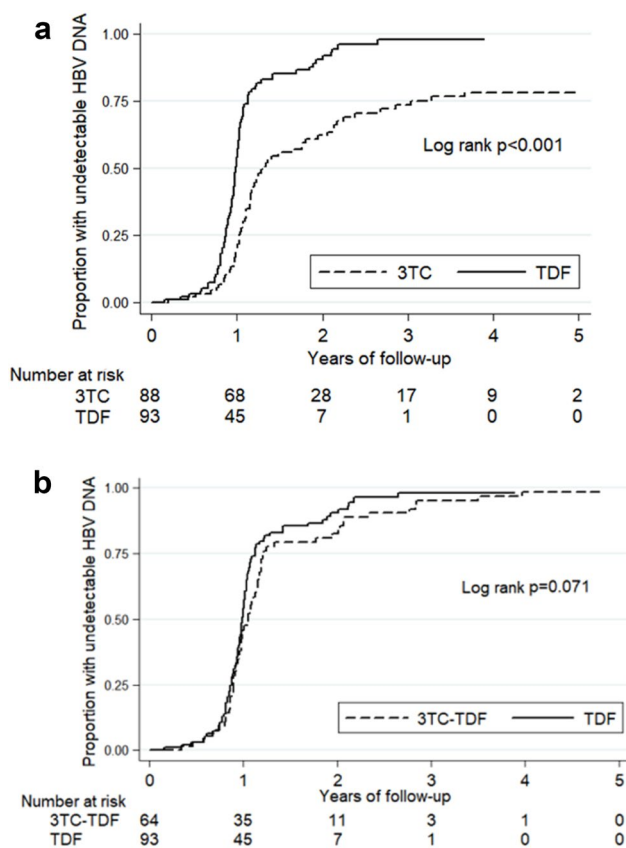 a
Proportion with undetectable HBV DNA
1.00
0.75
0.50
0.25
0.00
Log rank p<0.001
3TC TDF
0 1 2 3 4 5
Years of follow-up
Number at risk
3TC 88 68 28 17 9 2
TDF 93 45 7 1 0 0
b
Proportion with undetectable HBV DNA
1.00
0.75
0.50
0.25
0.00
Log rank p=0.071
3TC-TDF TDF
0 1 2 3 4 5
Years of follow-up
Number at risk
3TC-TDF 64 35 11 3 1 0
TDF 93 45 7 1 0 0